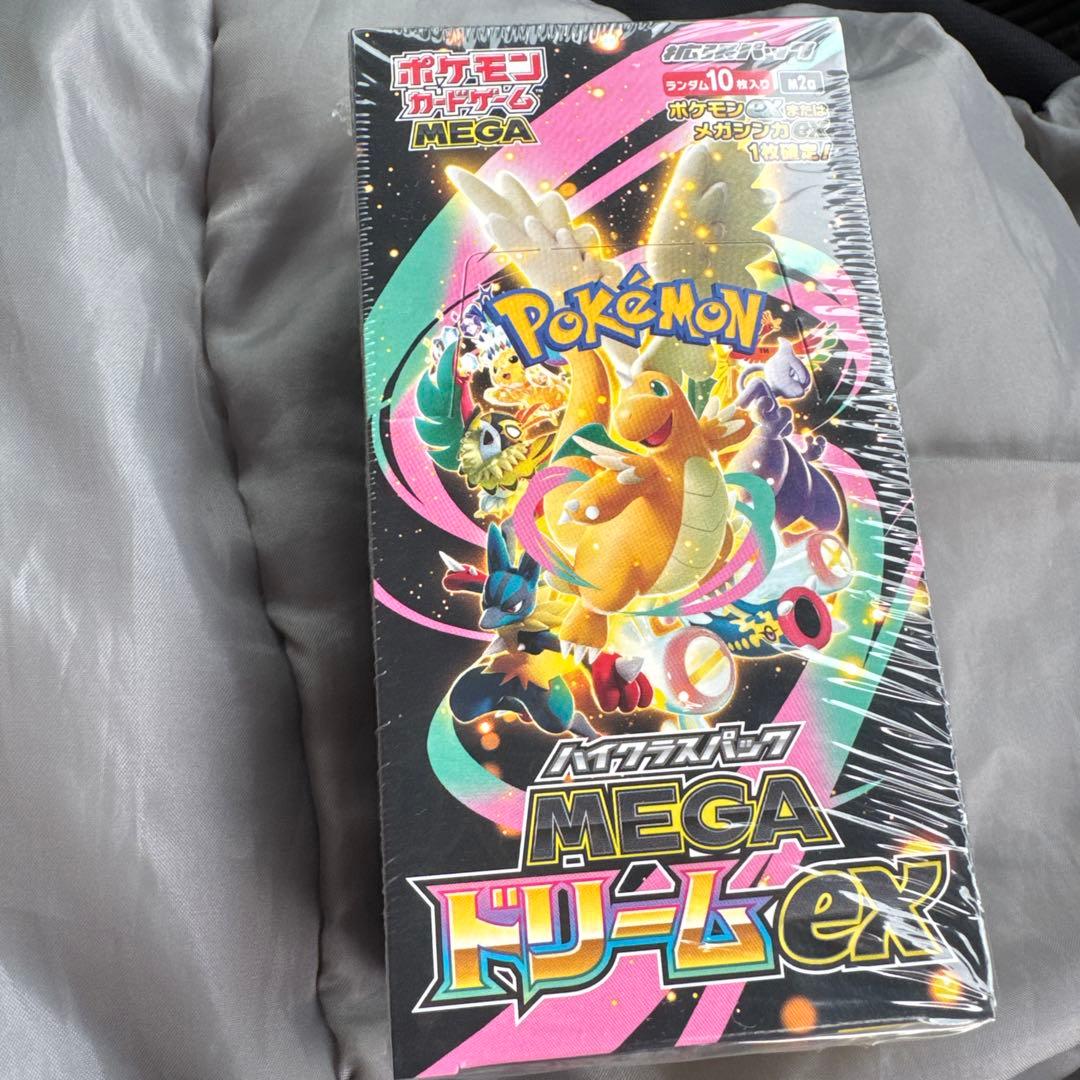 ポケモン
カードゲーム
MEGA
拡張パック
ランダム10枚入り M2a
ポケモンexまたは
メガシンカex
1枚確定!
POKéMON
TM
ハイクラスパック
MEGA
ドリームex